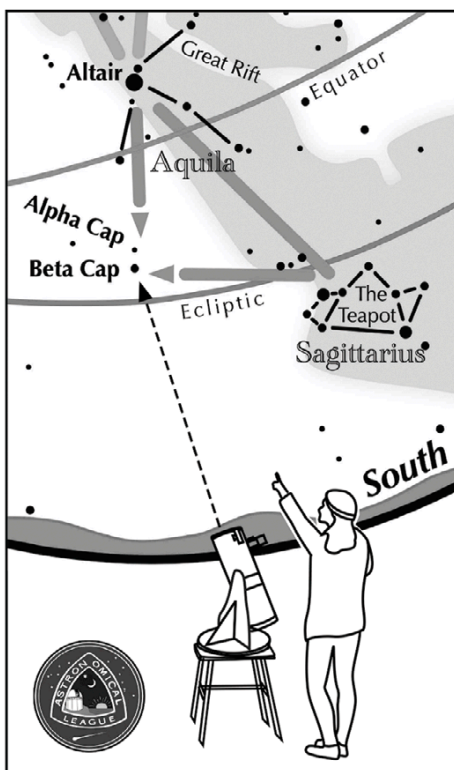 Altair
Great Rift
Equator
Aquila
Alpha Cap
Beta Cap
Ecliptic
The
Teapot
Sagittarius
South
ASTRONOMICAL
LEAGUE